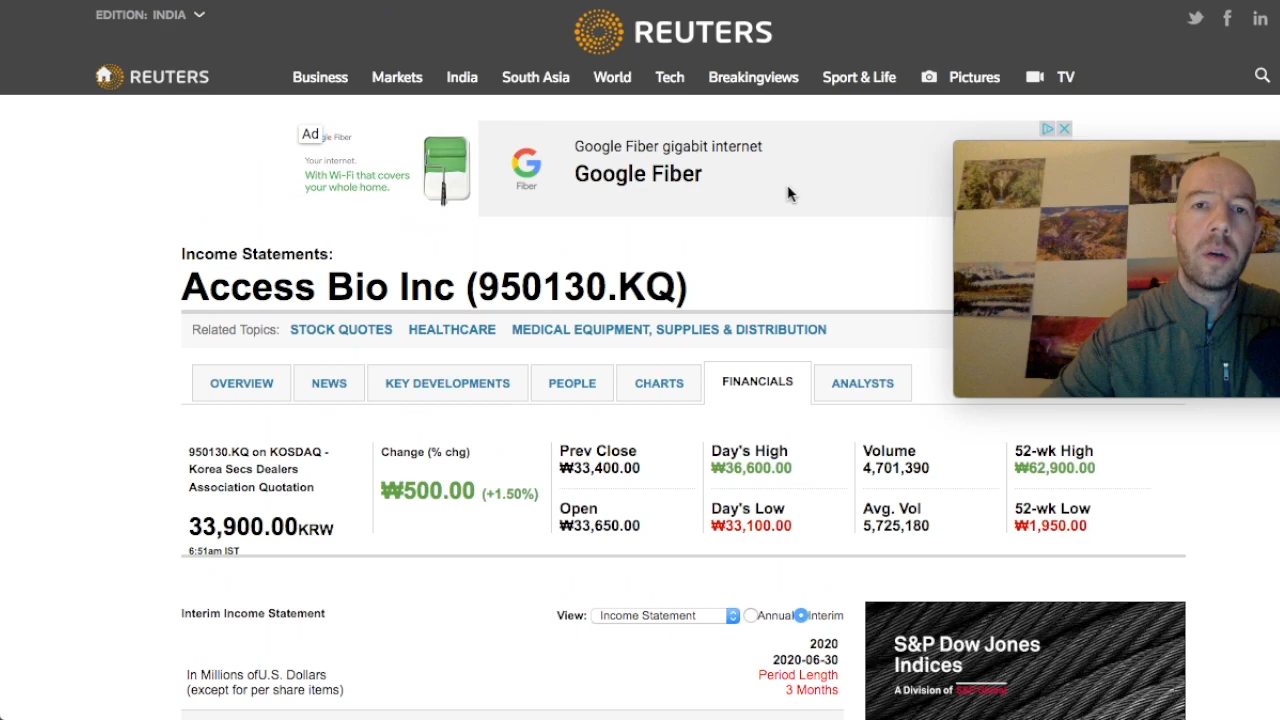 EDITION: INDIA
REUTERS
REUTERS
Business Markets India South Asia World Tech Breakingviews Sport & Life Pictures TV
Ad
Fiber
Your internet.
With Wi-Fi that covers
your whole home.
Fiber
Google Fiber gigabit internet
Google Fiber
Income Statements:
Access Bio Inc (950130.KQ)
Related Topics: STOCK QUOTES HEALTHCARE MEDICAL EQUIPMENT, SUPPLIES & DISTRIBUTION
OVERVIEW NEWS KEY DEVELOPMENTS PEOPLE CHARTS FINANCIALS ANALYSTS
950130.KQ on KOSDAQ -
Korea Secs Dealers
Association Quotation
33,900.00KRW
6:51am IST
Change (% chg)
₩500.00 (+1.50%)
Prev Close
₩33,400.00
Open
₩33,650.00
Day's High
₩36,600.00
Day's Low
₩33,100.00
Volume
4,701,390
Avg. Vol
5,725,180
52-wk High
₩62,900.00
52-wk Low
₩1,950.00
Interim Income Statement
View: Income Statement Annual Interim
2020
2020-06-30
Period Length
3 Months
In Millions ofU.S. Dollars
(except for per share items)
S&P Dow Jones
Indices
A Division of S&P Global